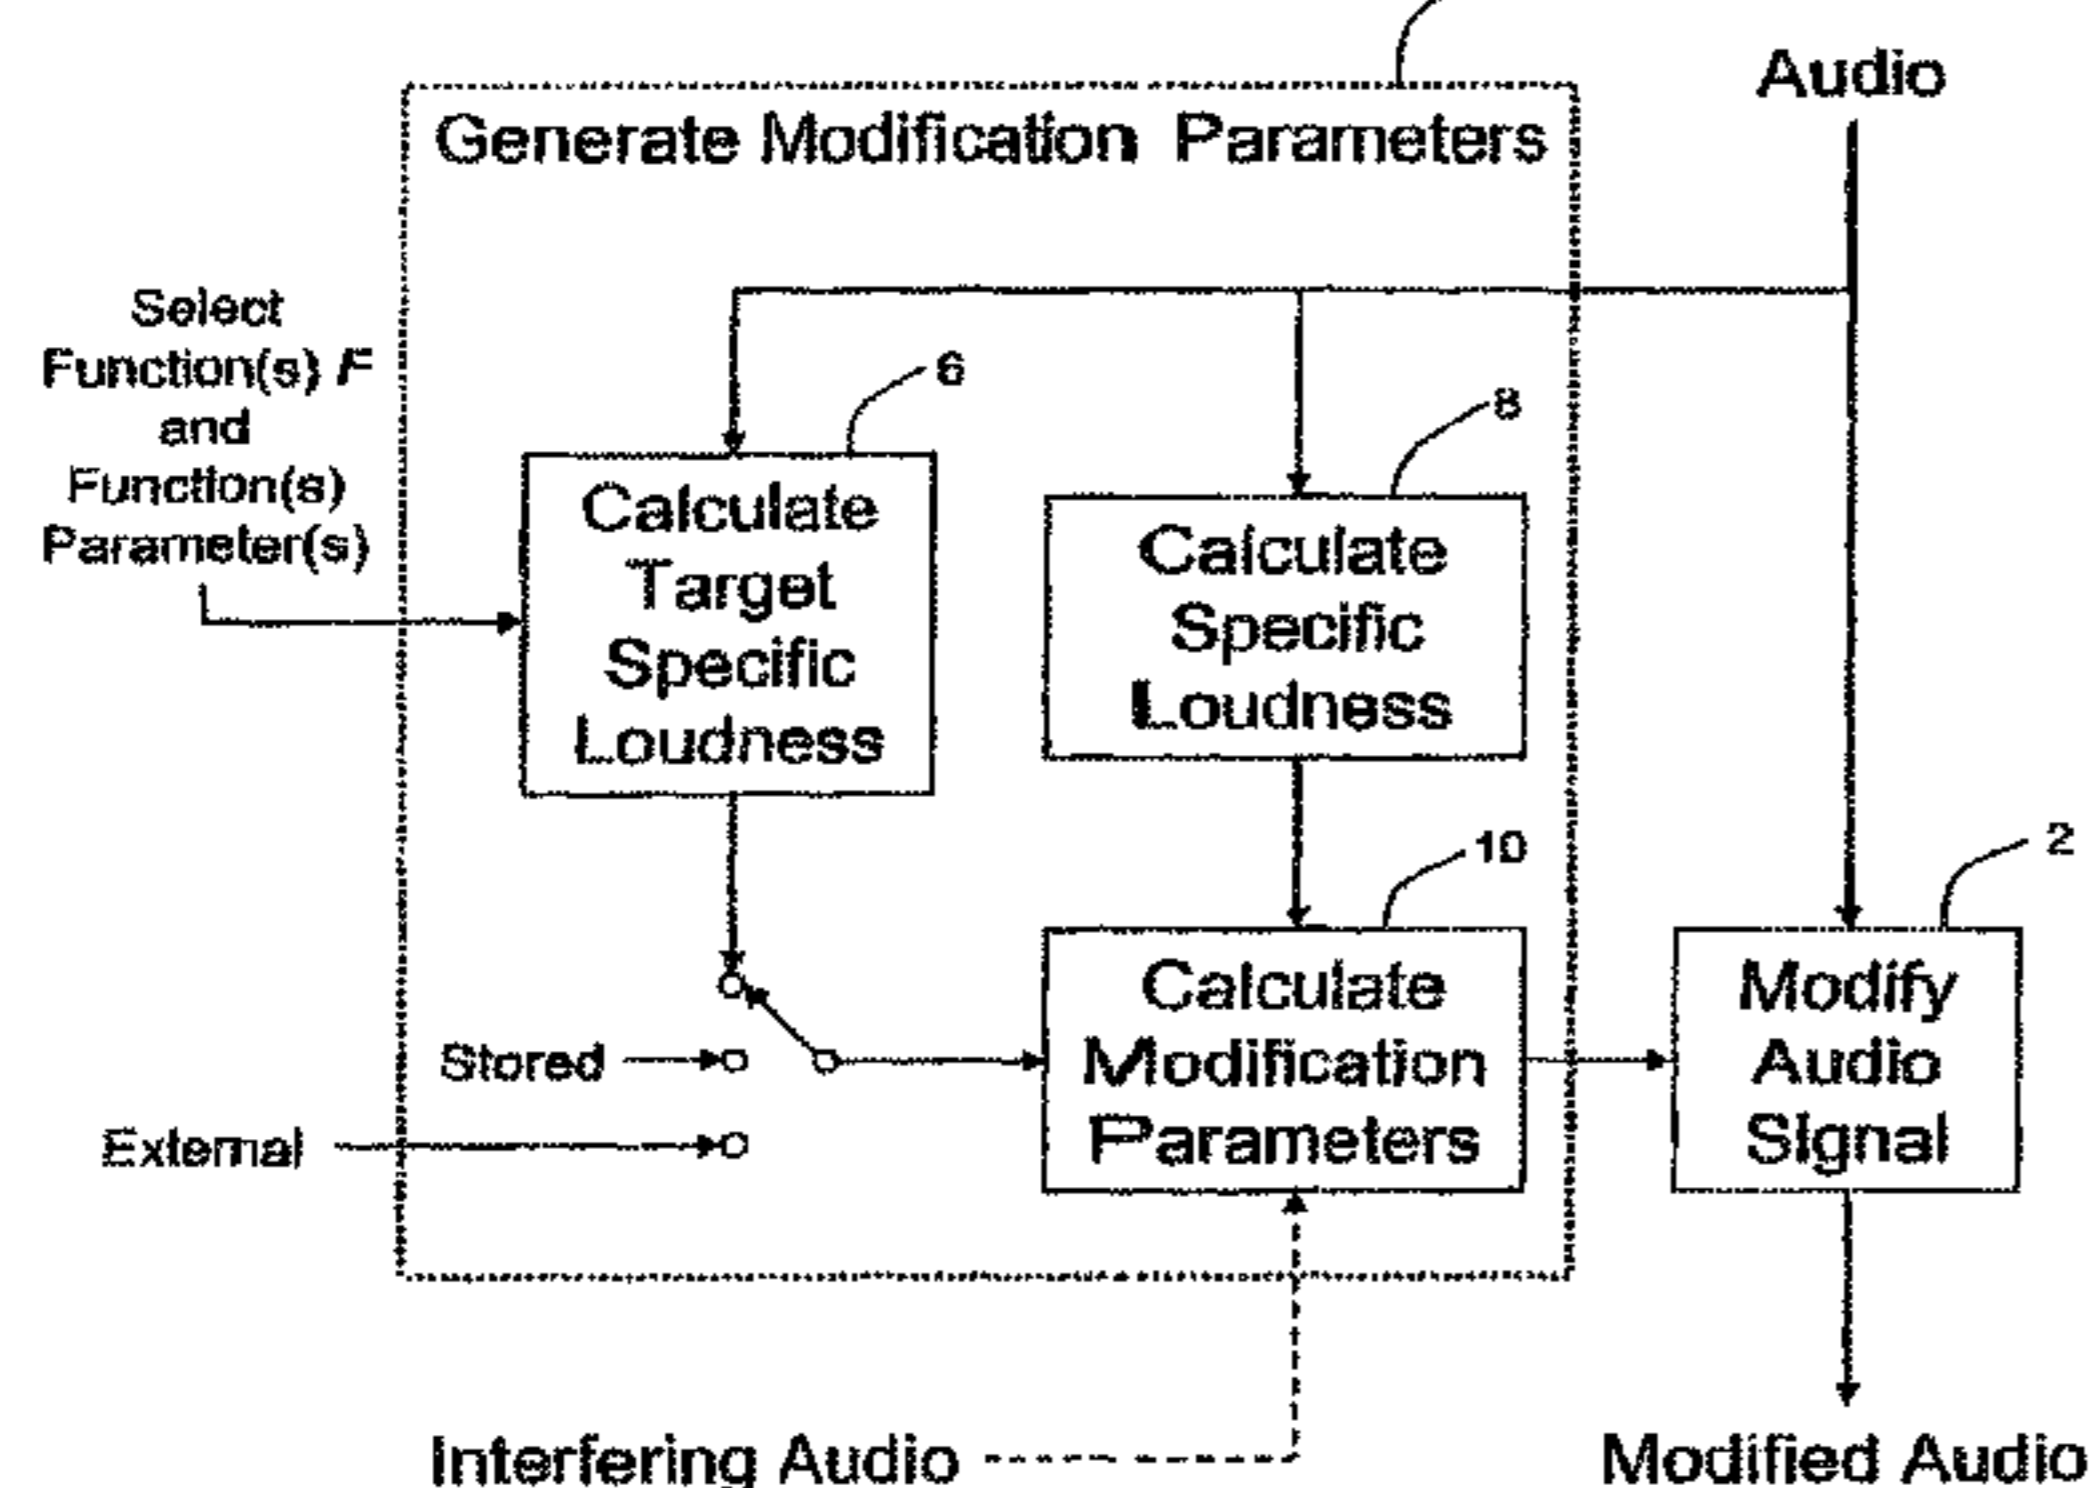 Audio
Generate Modification Parameters
Select
Function(s) F
and
Function(s)
Parameter(s)
6
8
Calculate
Target
Specific
Loudness
Calculate
Specific
Loudness
10
2
Calculate
Modification
Parameters
Modify
Audio
Signal
Stored
External
Interfering Audio
Modified Audio